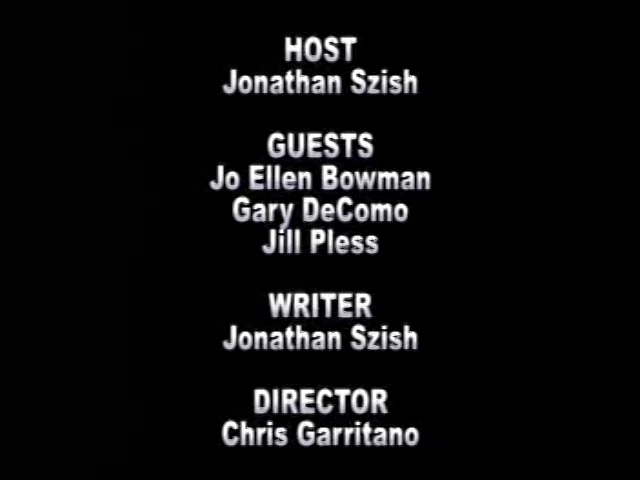 HOST
Jonathan Szish
GUESTS
Jo Ellen Bowman
Gary DeComo
Jill Pless
WRITER
Jonathan Szish
DIRECTOR
Chris Garritano